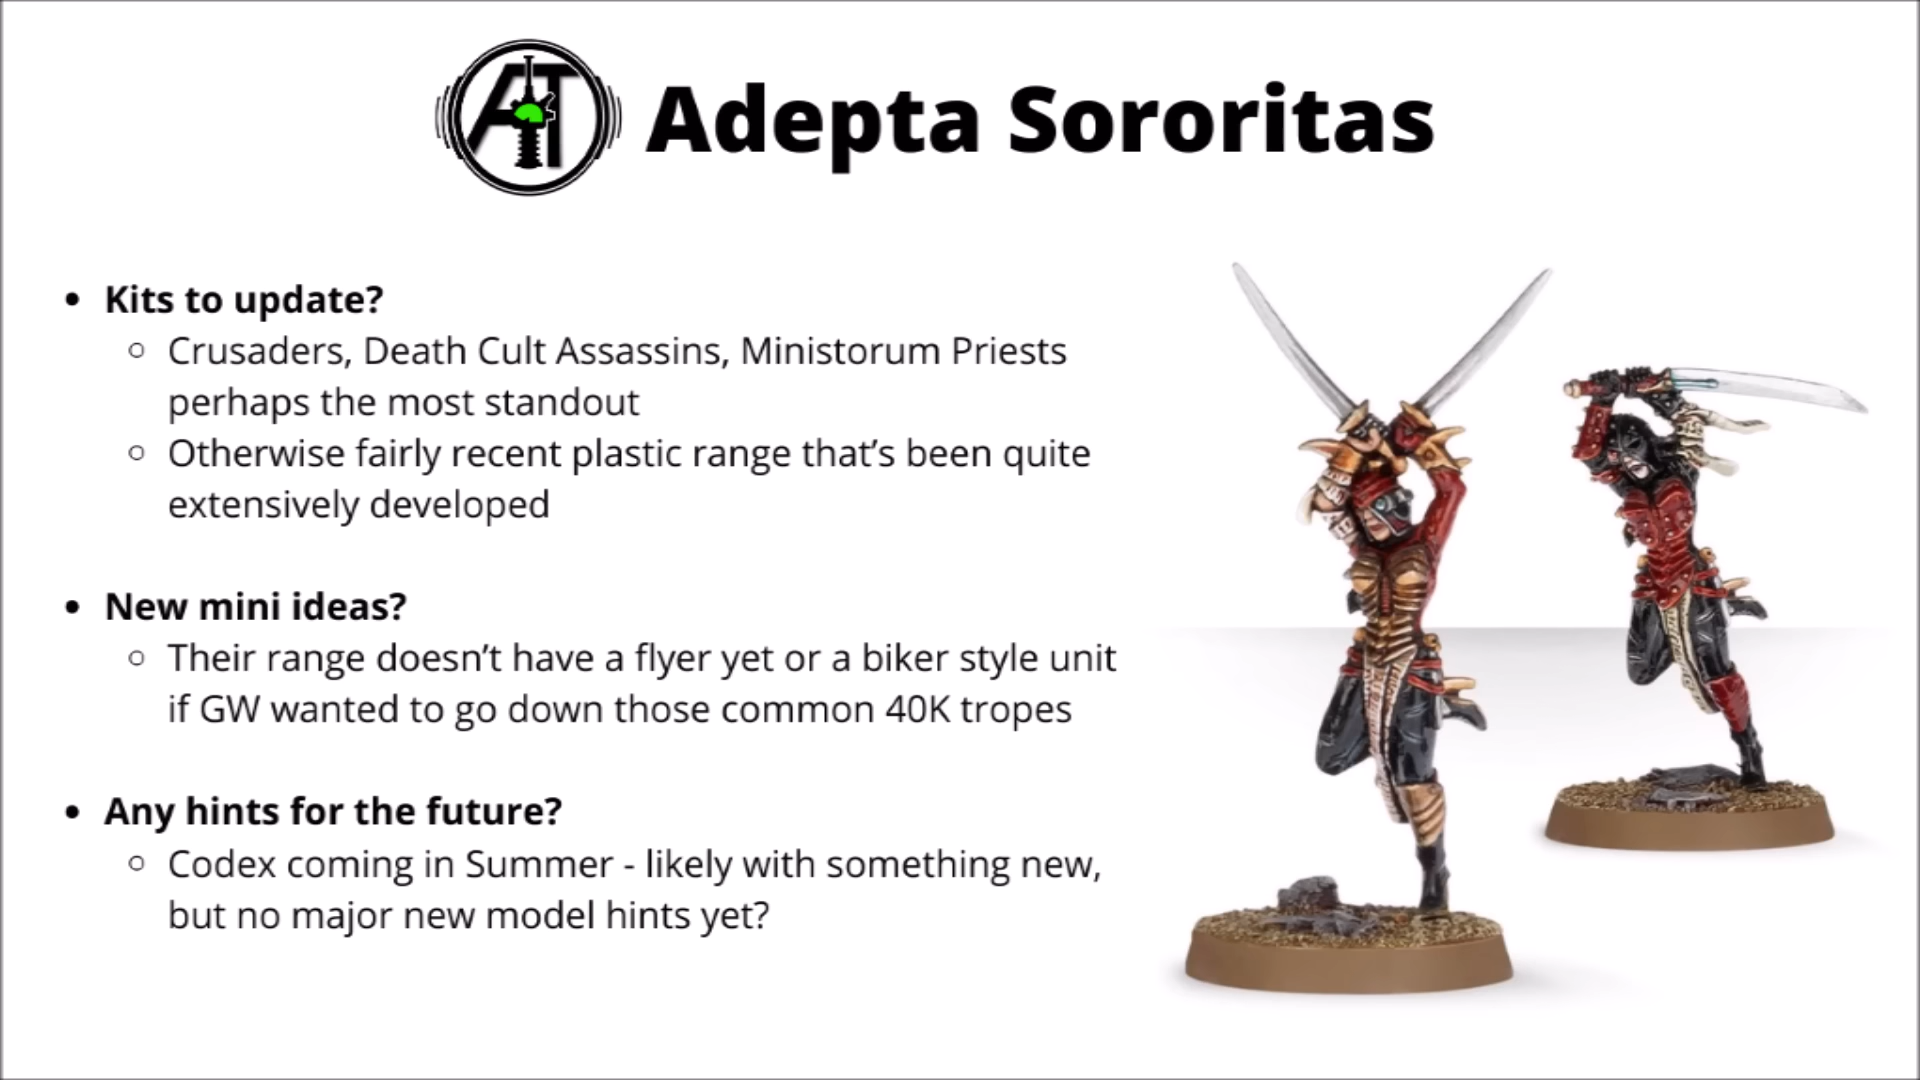 AT
Adepta Sororitas
• Kits to update?
○ Crusaders, Death Cult Assassins, Ministorum Priests
perhaps the most standout
○ Otherwise fairly recent plastic range that’s been quite
extensively developed
• New mini ideas?
○ Their range doesn’t have a flyer yet or a biker style unit
if GW wanted to go down those common 40K tropes
• Any hints for the future?
○ Codex coming in Summer - likely with something new,
but no major new model hints yet?